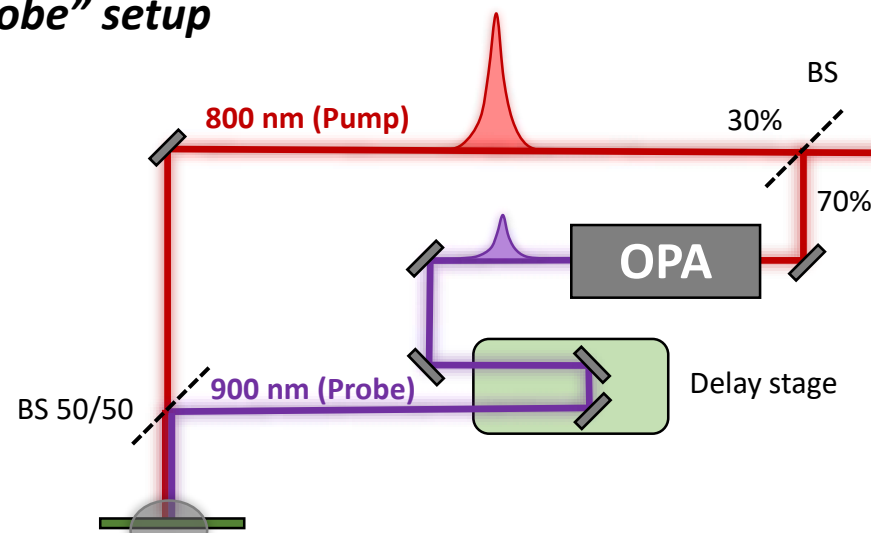 obe” setup
BS
800 nm (Pump)
30%
70%
OPA
Delay stage
900 nm (Probe)
BS 50/50